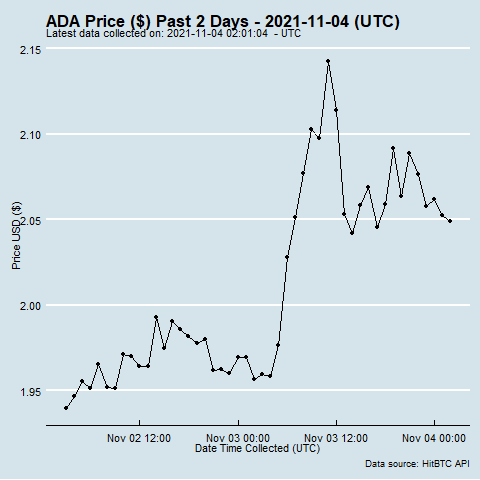 ADA Price ($) Past 2 Days - 2021-11-04 (UTC)
Latest data collected on: 2021-11-04 02:01:04  - UTC
2.15
2.10
2.05
2.00
1.95
Price USD ($)
Nov 02 12:00 Nov 03 00:00 Nov 03 12:00 Nov 04 00:00
Date Time Collected (UTC)
Data source: HitBTC API